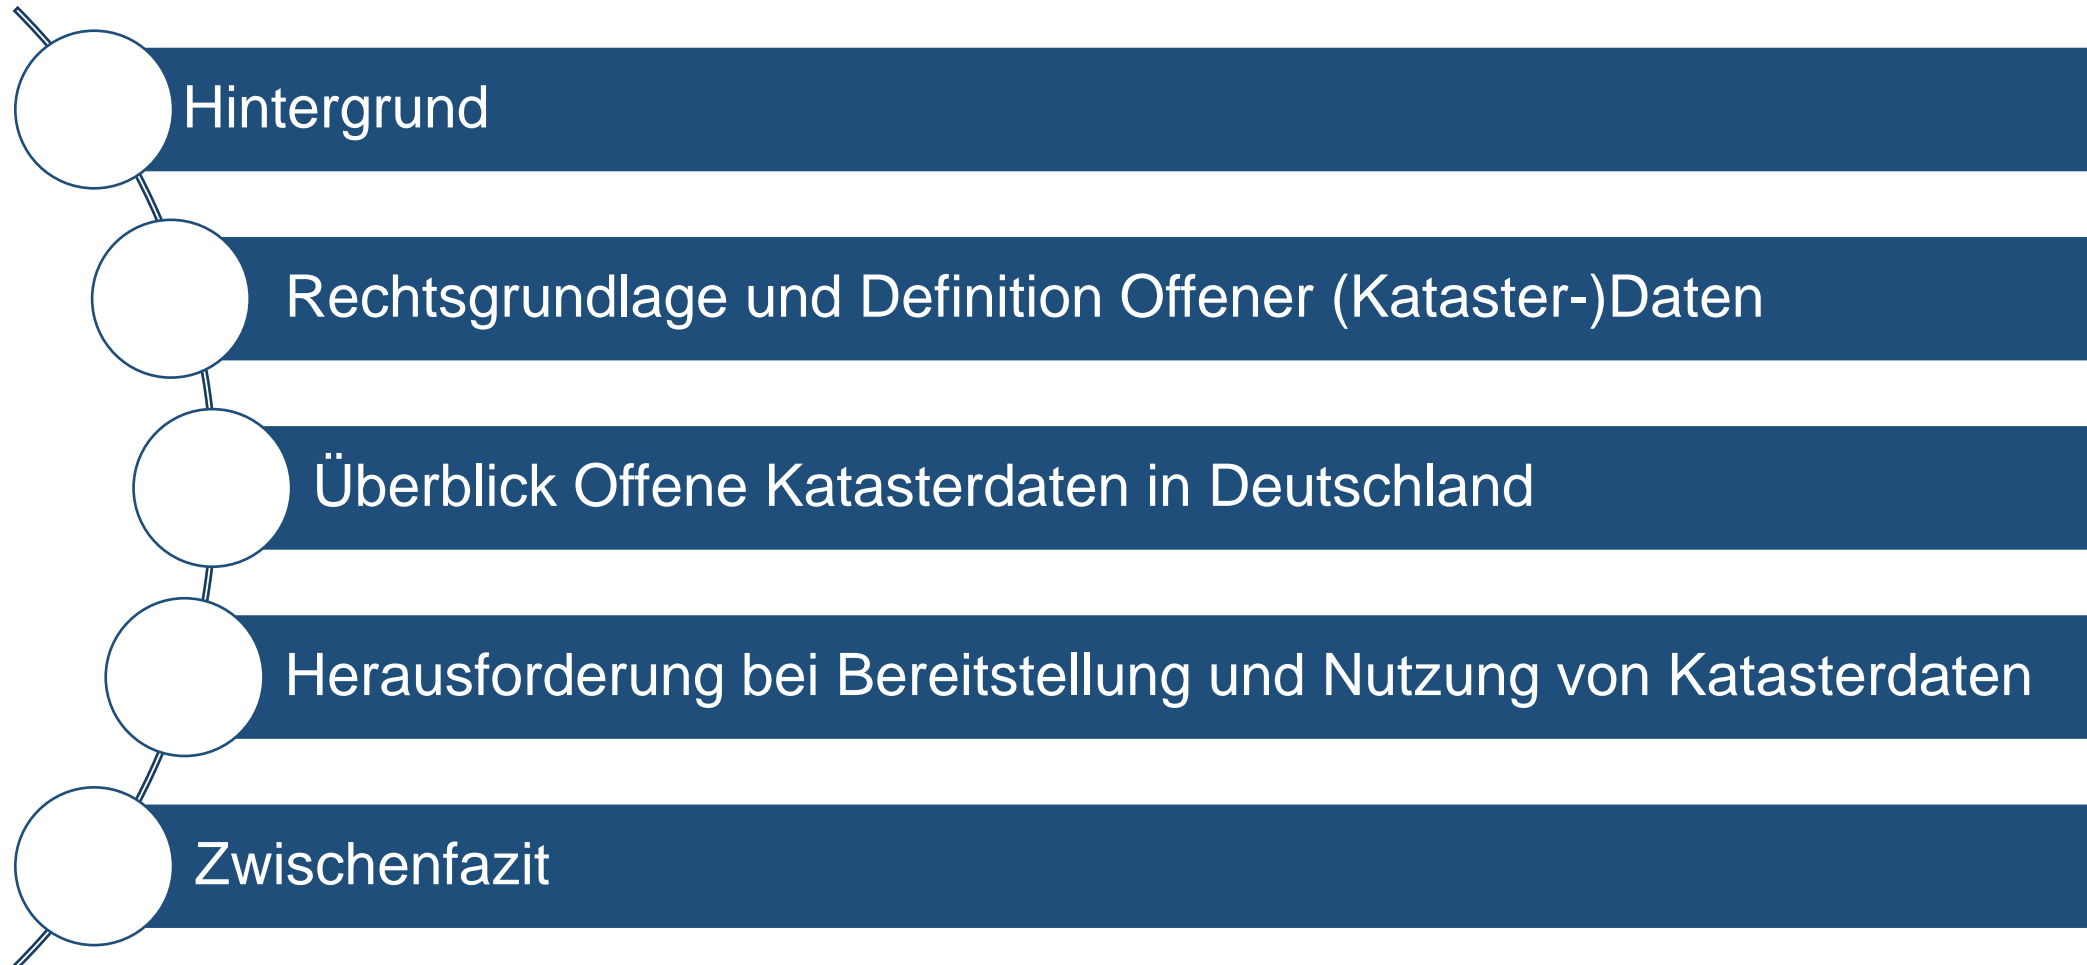 Hintergrund
Rechtsgrundlage und Definition Offener (Kataster-)Daten
Überblick Offene Katasterdaten in Deutschland
Herausforderung bei Bereitstellung und Nutzung von Katasterdaten
Zwischenfazit